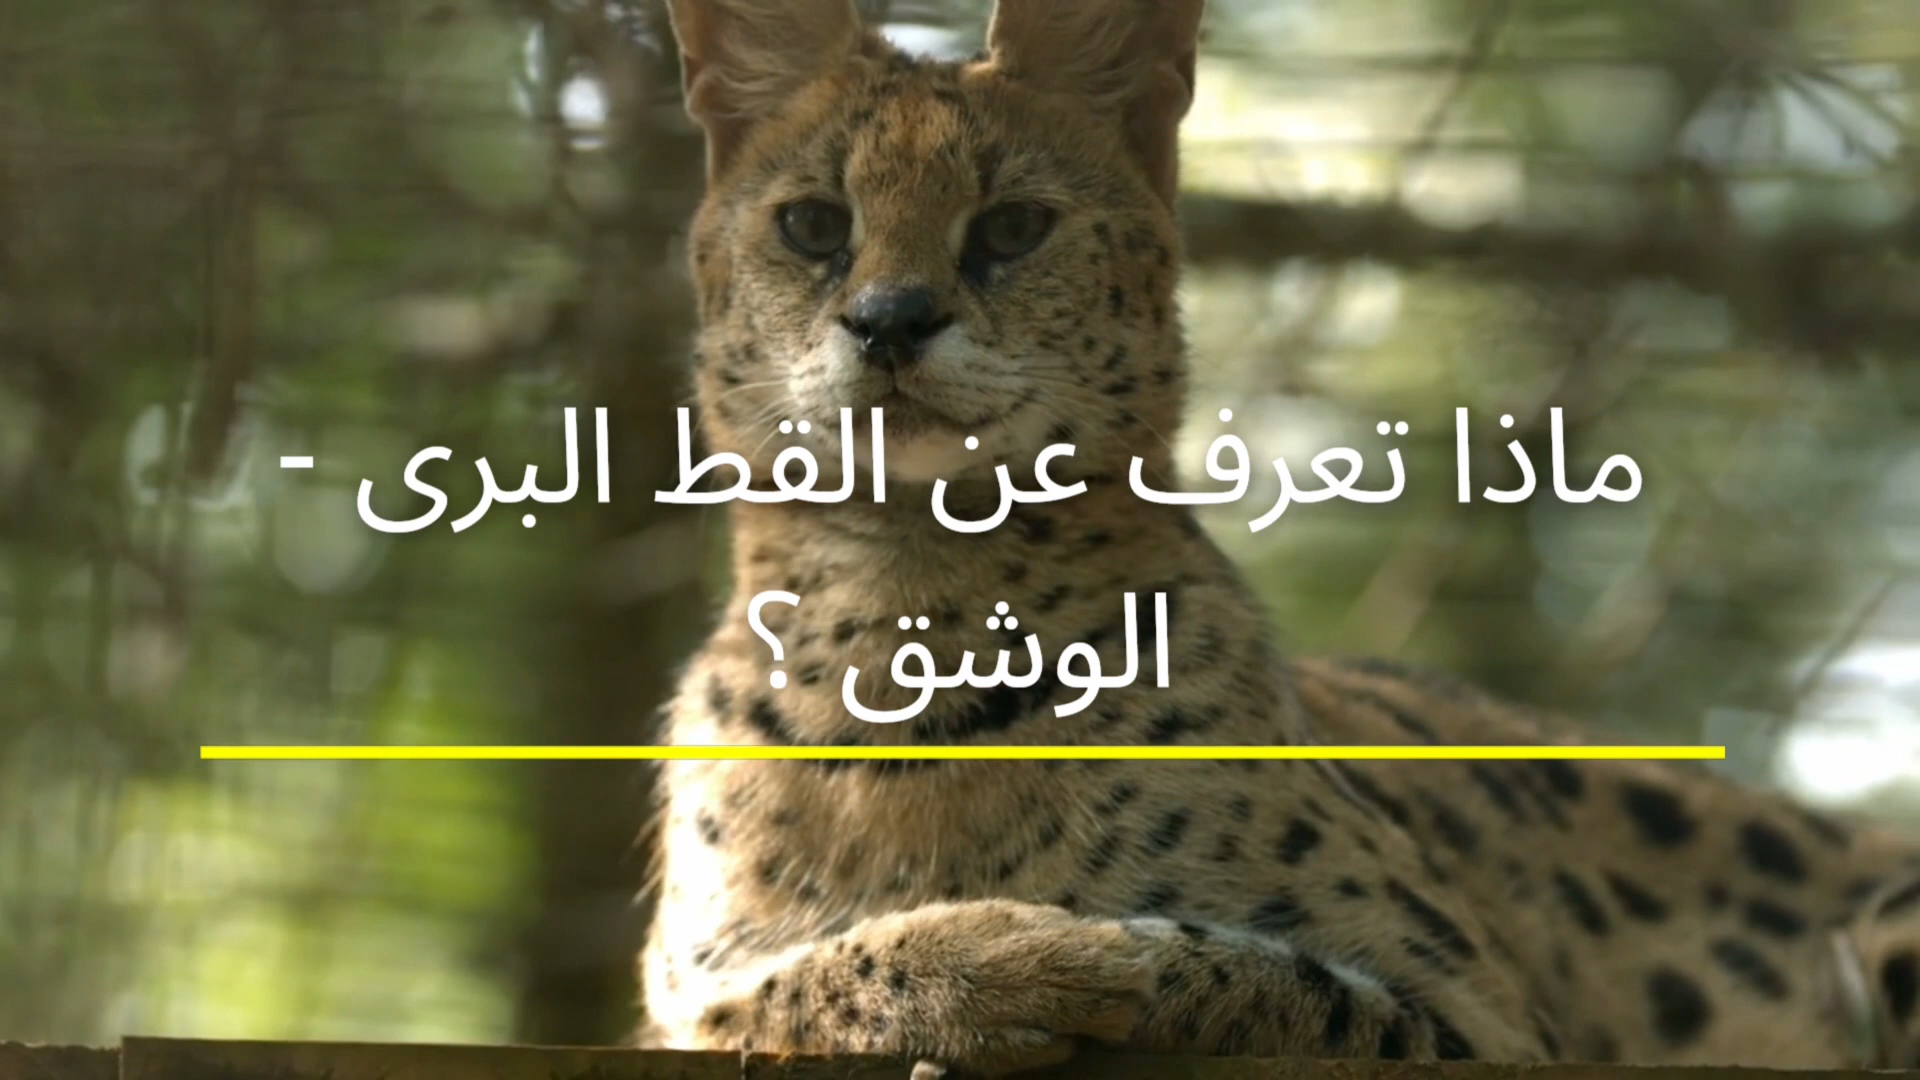 ماذا تعرف عن القط البرى -
الوشق ؟